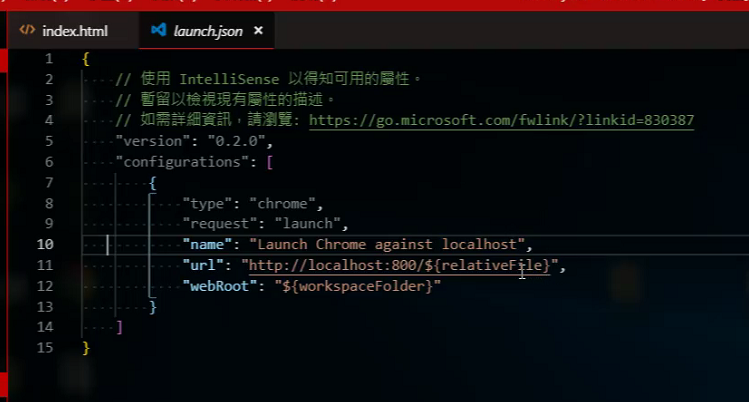 index.html
launch.json
1 {
2 // 使用 IntelliSense 以得知可用的屬性。
3 // 暫留以檢視現有屬性的描述。
4 // 如需詳細資訊，請瀏覽: https://go.microsoft.com/fwlink/?linkid=830387
5 "version": "0.2.0",
6 "configurations": [
7 {
8 "type": "chrome",
9 "request": "launch",
10 "name": "Launch Chrome against localhost",
11 "url": "http://localhost:800/${relativeFile}",
12 "webRoot": "${workspaceFolder}"
13 }
14 ]
15 }